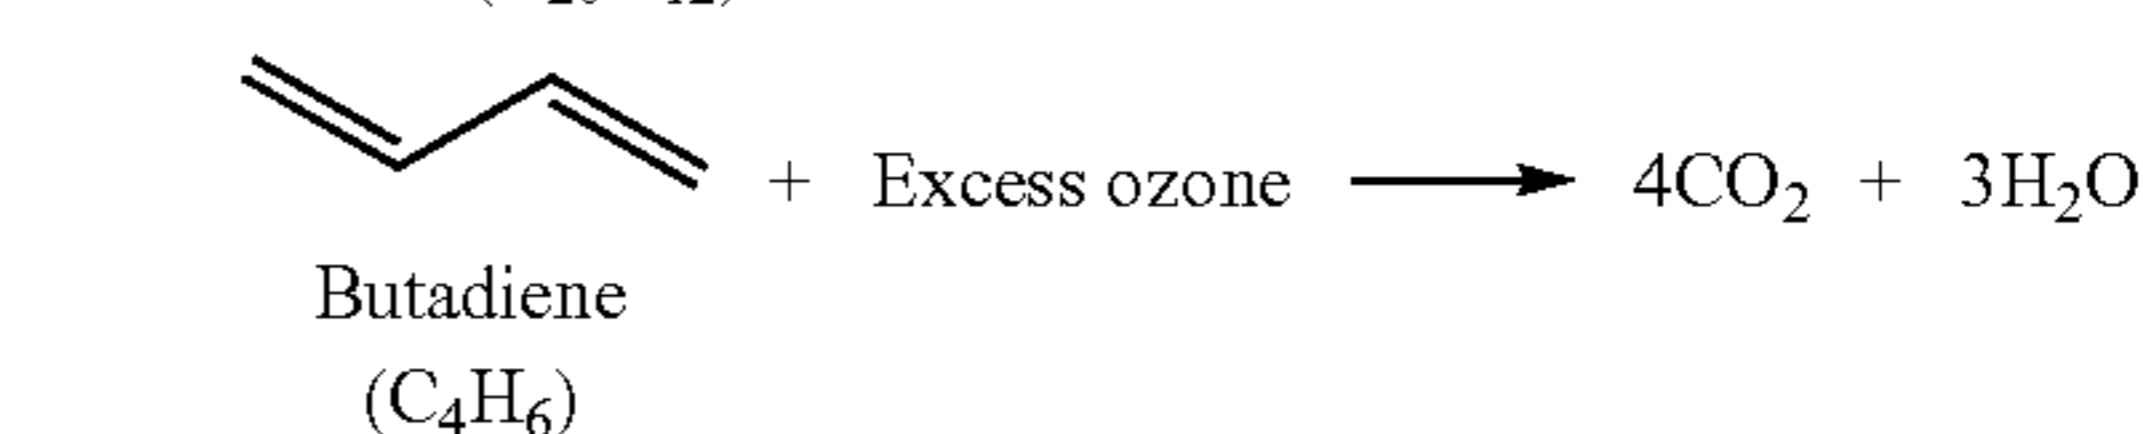 + Excess ozone ⟶ 4CO₂ + 3H₂O
Butadiene
(C₄H₆)